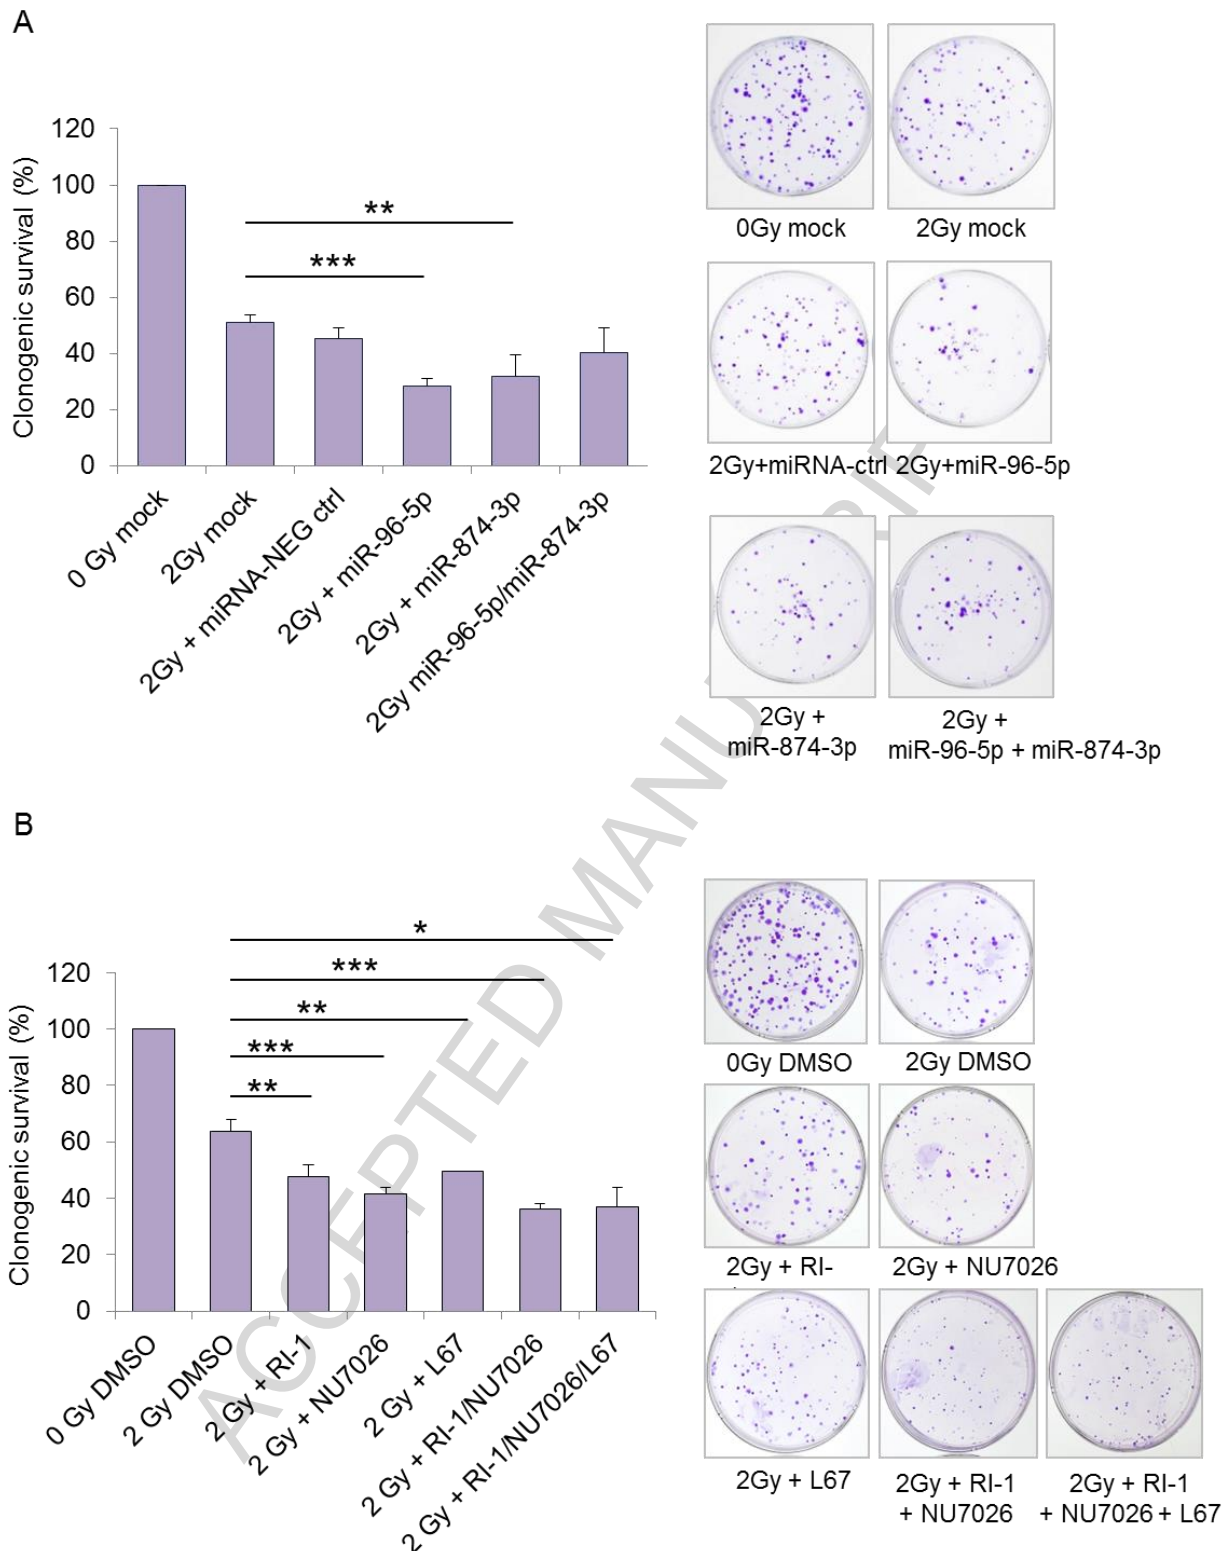 A
Clonogenic survival (%)
120
100
80
60
40
20
0
**
***
0 Gy mock
2Gy mock
2Gy + miRNA-NEG ctrl
2Gy + miR-96-5p
2Gy + miR-874-3p
2Gy miR-96-5p/miR-874-3p
0Gy mock
2Gy mock
2Gy+miRNA-ctrl
2Gy+miR-96-5p
2Gy +
miR-874-3p
2Gy +
miR-96-5p + miR-874-3p
B
Clonogenic survival (%)
120
100
80
60
40
20
0
*
***
**
***
**
0 Gy DMSO
2 Gy DMSO
2 Gy + RI-1
2 Gy + NU7026
2 Gy + L67
2 Gy + RI-1/NU7026
2 Gy + RI-1/NU7026/L67
0Gy DMSO
2Gy DMSO
2Gy + RI-
2Gy + NU7026
2Gy + L67
2Gy + RI-1
+ NU7026
2Gy + RI-1
+ NU7026 + L67
ACCEPTED MANUSCRIPT